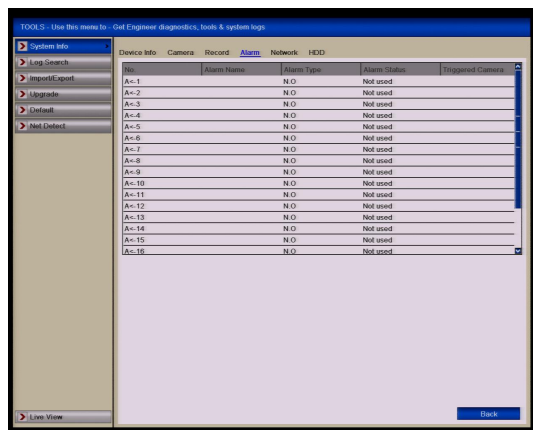 TOOLS - Use this menu to - Get Engineer diagnostics, tools & system logs
System Info
Log Search
Import/Export
Upgrade
Default
Net Detect
Live View
Device Info Camera Record Alarm Network HDD
No. Alarm Name Alarm Type Alarm Status Triggered Camera
A<-1 N.O Not used
A<-2 N.O Not used
A<-3 N.O Not used
A<-4 N.O Not used
A<-5 N.O Not used
A<-6 N.O Not used
A<-7 N.O Not used
A<-8 N.O Not used
A<-9 N.O Not used
A<-10 N.O Not used
A<-11 N.O Not used
A<-12 N.O Not used
A<-13 N.O Not used
A<-14 N.O Not used
A<-15 N.O Not used
A<-16 N.O Not used
Back